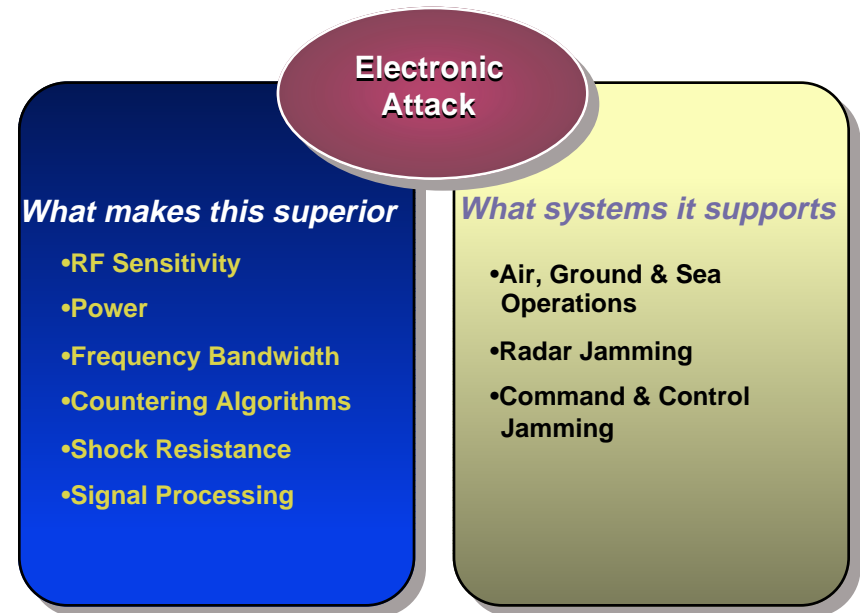 Electronic
Attack
What makes this superior
•RF Sensitivity
•Power
•Frequency Bandwidth
•Countering Algorithms
•Shock Resistance
•Signal Processing
What systems it supports
•Air, Ground & Sea
Operations
•Radar Jamming
•Command & Control
Jamming